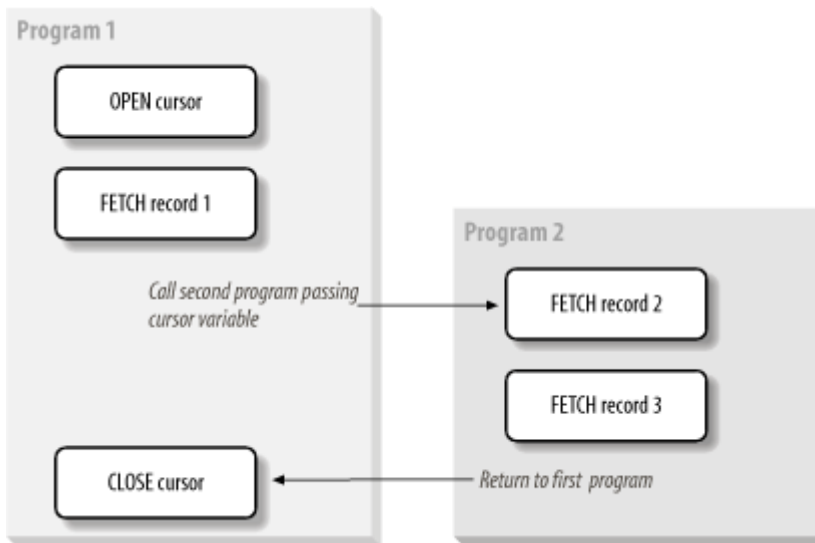 Program 1
OPEN cursor
FETCH record 1
Call second program passing
cursor variable
Program 2
FETCH record 2
FETCH record 3
Return to first program
CLOSE cursor